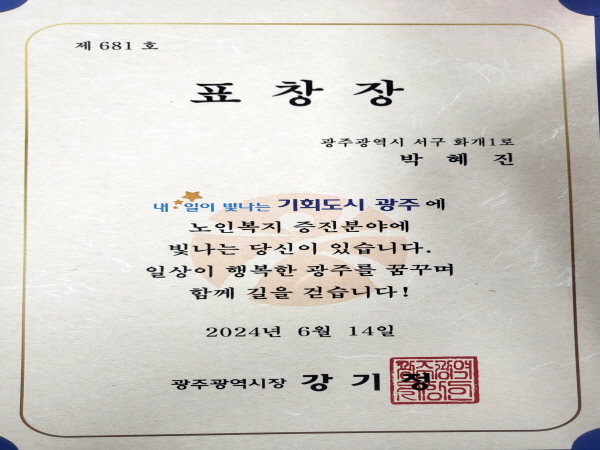 제 681 호
표 창 장
광주광역시 서구 화개1로
박 혜 진
내★일이 빛나는 기회도시 광주에
노인복지 증진분야에
빛나는 당신이 있습니다.
일상이 행복한 광주를 꿈꾸며
함께 길을 걷습니다!
2024년 6월 14일
광주광역시장 강 기 정